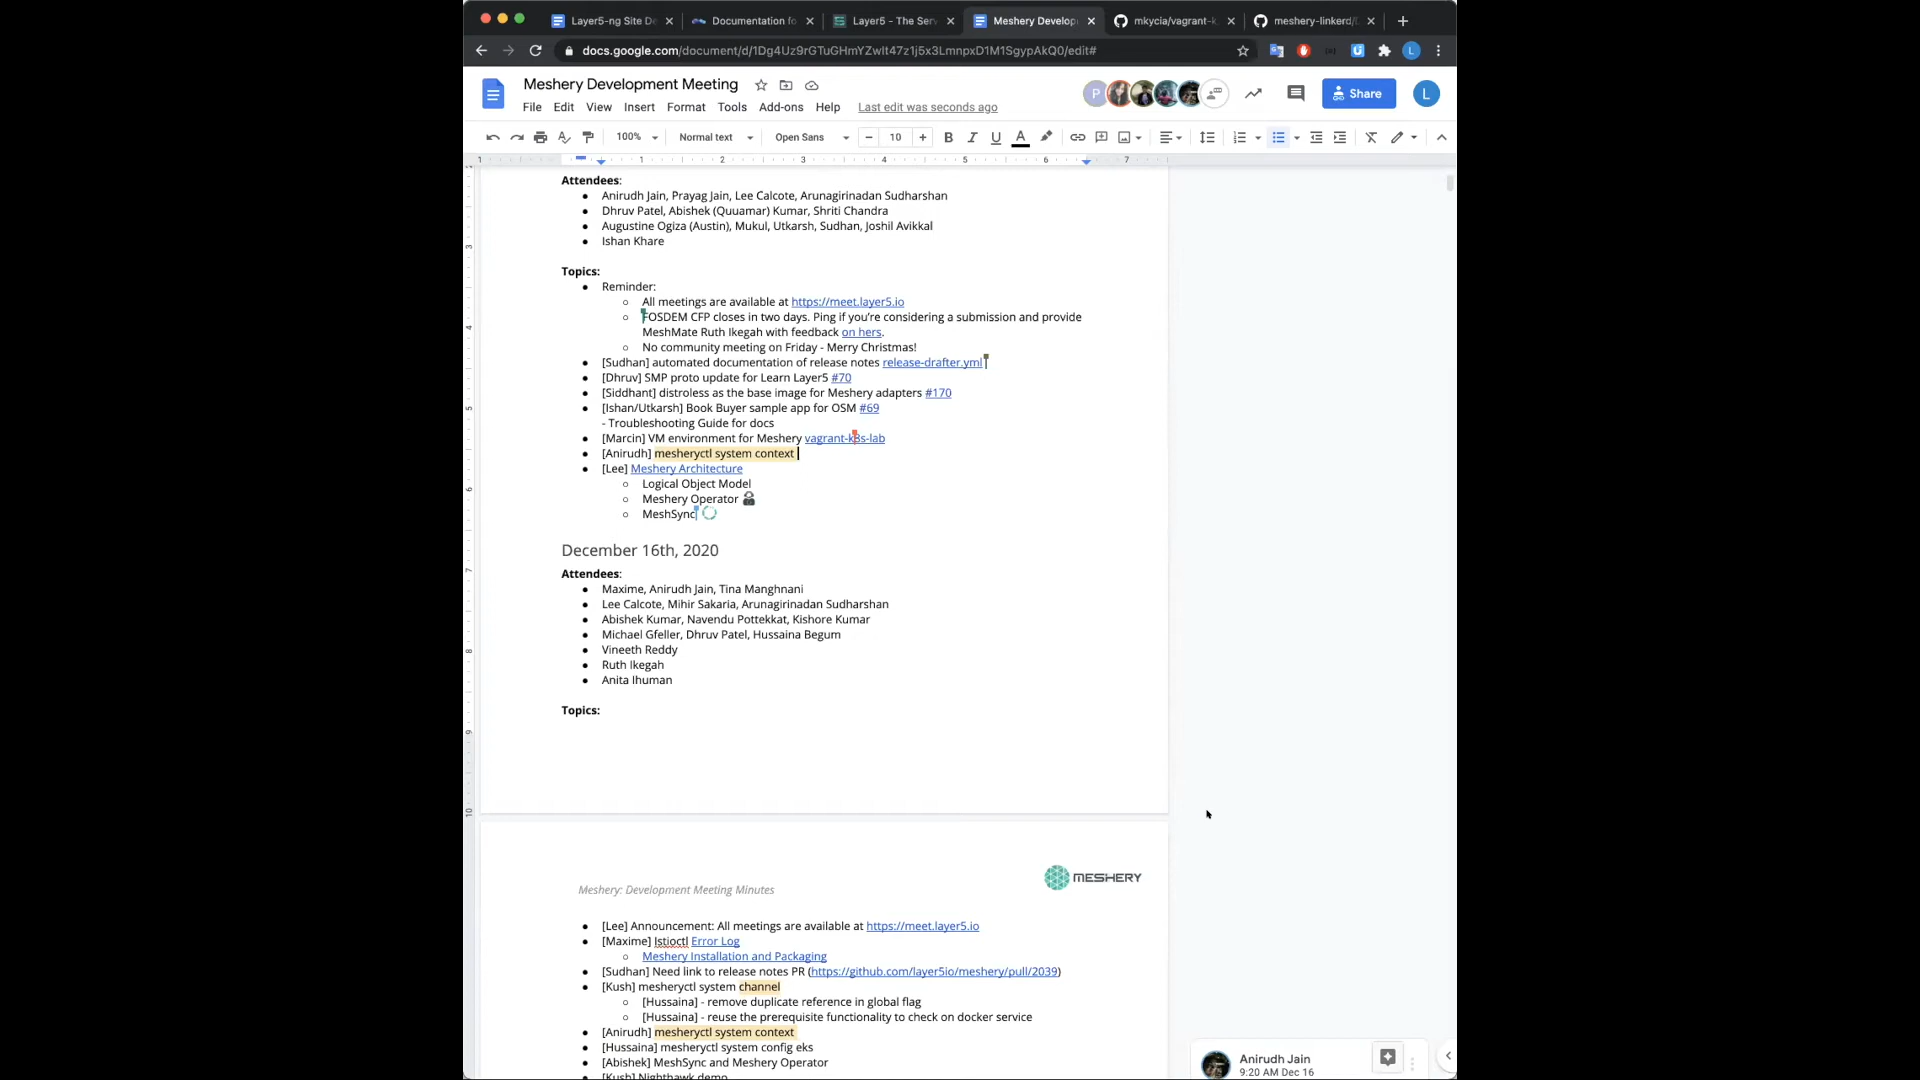 Layer5-ng Site De
Documentation fo
Layer5 - The Serv
Meshery Develop
mkycia/vagrant-k
meshery-linkerd/
docs.google.com/document/d/1Dg4Uz9rGTuGHmYZwIt47z1j5x3LmnpxD1M1SgypAkQ0/edit#
Meshery Development Meeting
File Edit View Insert Format Tools Add-ons Help Last edit was seconds ago
P
Share
L
100% Normal text Open Sans 10
1 1 2 3 4 5 6 7
Attendees:
● Anirudh Jain, Prayag Jain, Lee Calcote, Arunagirinadan Sudharshan
● Dhruv Patel, Abishek (Quuamar) Kumar, Shriti Chandra
● Augustine Ogiza (Austin), Mukul, Utkarsh, Sudhan, Joshil Avikkal
● Ishan Khare
Topics:
● Reminder:
○ All meetings are available at https://meet.layer5.io
○ FOSDEM CFP closes in two days. Ping if you're considering a submission and provide
MeshMate Ruth Ikegah with feedback on hers.
○ No community meeting on Friday - Merry Christmas!
● [Sudhan] automated documentation of release notes release-drafter.yml
● [Dhruv] SMP proto update for Learn Layer5 #70
● [Siddhant] distroless as the base image for Meshery adapters #170
● [Ishan/Utkarsh] Book Buyer sample app for OSM #69
- Troubleshooting Guide for docs
● [Marcin] VM environment for Meshery vagrant-k8s-lab
● [Anirudh] mesheryctl system context
● [Lee] Meshery Architecture
○ Logical Object Model
○ Meshery Operator
○ MeshSync
December 16th, 2020
Attendees:
● Maxime, Anirudh Jain, Tina Manghnani
● Lee Calcote, Mihir Sakaria, Arunagirinadan Sudharshan
● Abishek Kumar, Navendu Pottekkat, Kishore Kumar
● Michael Gfeller, Dhruv Patel, Hussaina Begum
● Vineeth Reddy
● Ruth Ikegah
● Anita Ihuman
Topics:
Meshery: Development Meeting Minutes
MESHERY
● [Lee] Announcement: All meetings are available at https://meet.layer5.io
● [Maxime] Istioctl Error Log
○ Meshery Installation and Packaging
● [Sudhan] Need link to release notes PR (https://github.com/layer5io/meshery/pull/2039)
● [Kush] mesheryctl system channel
○ [Hussaina] - remove duplicate reference in global flag
○ [Hussaina] - reuse the prerequisite functionality to check on docker service
● [Anirudh] mesheryctl system context
● [Hussaina] mesheryctl system config eks
● [Abishek] MeshSync and Meshery Operator
● [Kush] Nighthawk demo
Anirudh Jain
9:20 AM Dec 16